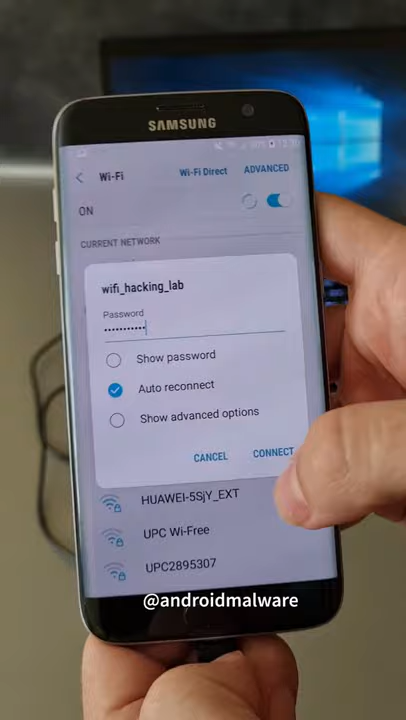 SAMSUNG
Wi-Fi
Wi-Fi Direct
ADVANCED
ON
CURRENT NETWORK
wifi_hacking_lab
Password
•••••••••••
Show password
Auto reconnect
Show advanced options
CANCEL
CONNECT
HUAWEI-5SjY_EXT
UPC Wi-Free
UPC2895307
@androidmalware